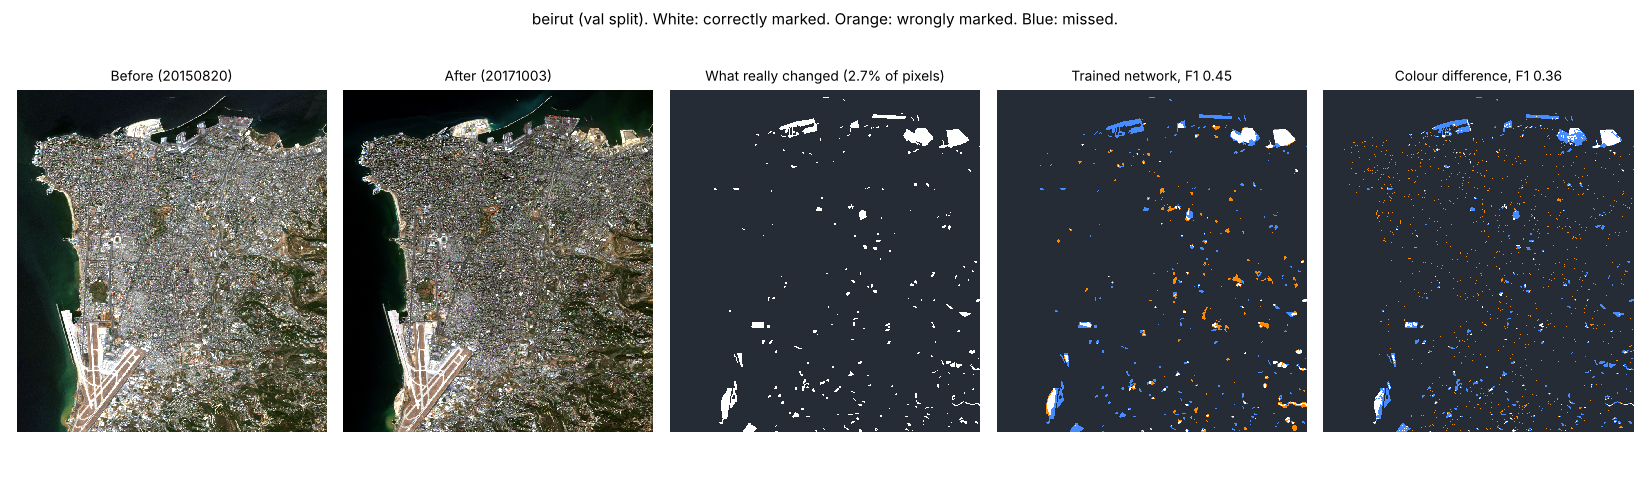 beirut (val split). White: correctly marked. Orange: wrongly marked. Blue: missed.
Before (20150820)
After (20171003)
What really changed (2.7% of pixels)
Trained network, F1 0.45
Colour difference, F1 0.36